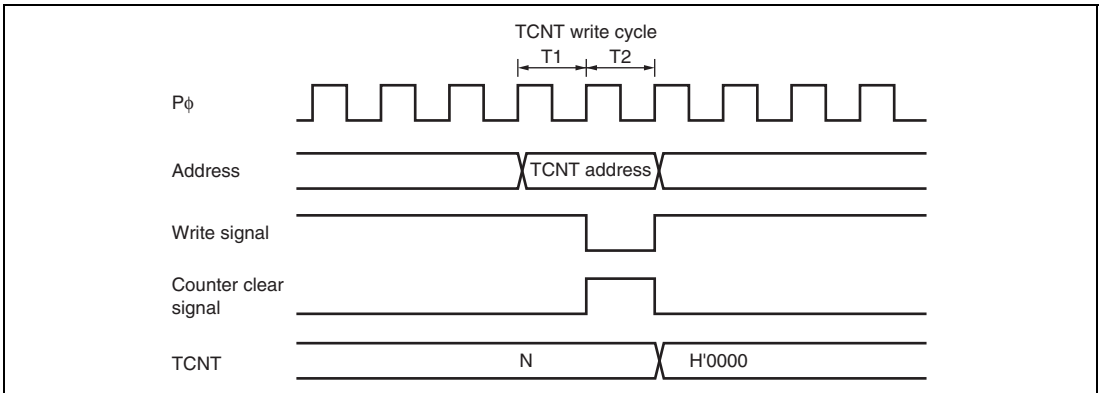 TCNT write cycle
T1 T2
Pϕ
Address
TCNT address
Write signal
Counter clear
signal
TCNT
N
H'0000